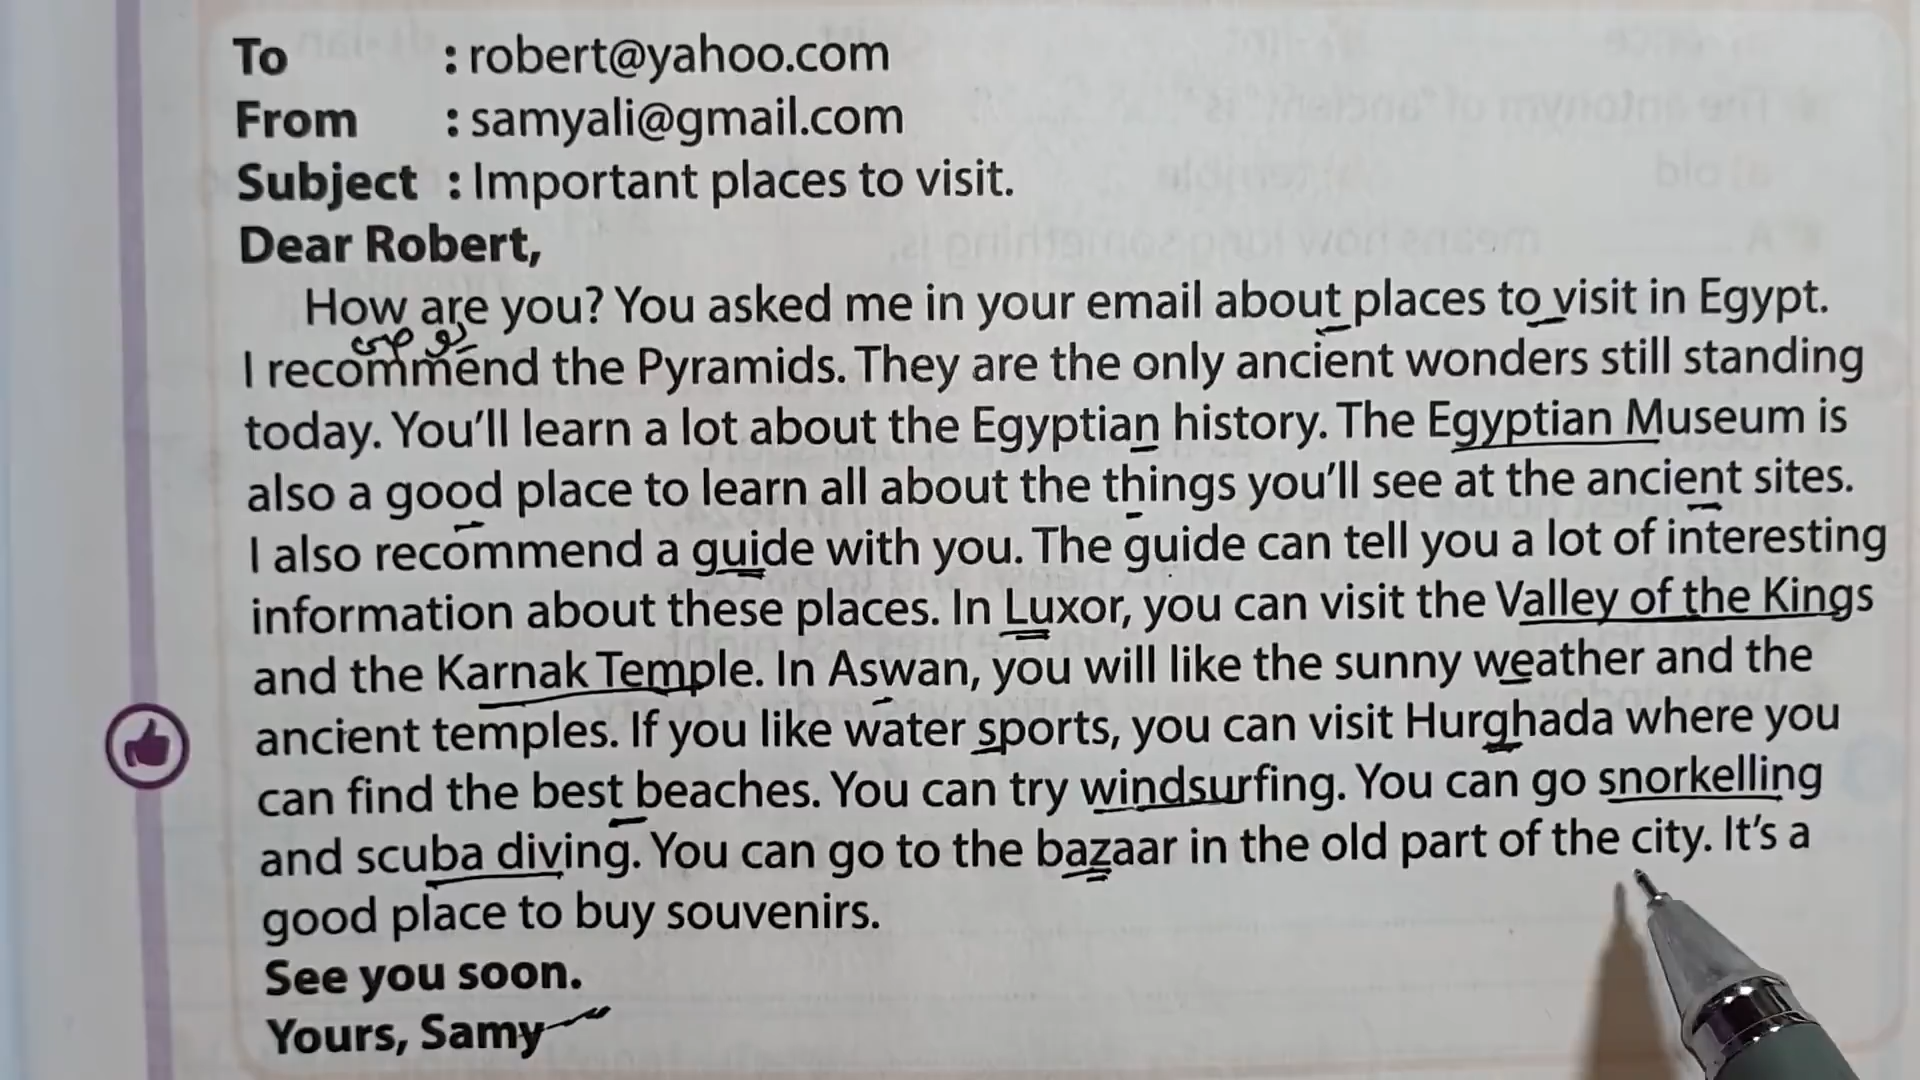 To : robert@yahoo.com
From : samyali@gmail.com
Subject : Important places to visit.
Dear Robert,
How are you? You asked me in your email about places to visit in Egypt.
I recommend the Pyramids. They are the only ancient wonders still standing
today. You'll learn a lot about the Egyptian history. The Egyptian Museum is
also a good place to learn all about the things you'll see at the ancient sites.
I also recommend a guide with you. The guide can tell you a lot of interesting
information about these places. In Luxor, you can visit the Valley of the Kings
and the Karnak Temple. In Aswan, you will like the sunny weather and the
ancient temples. If you like water sports, you can visit Hurghada where you
can find the best beaches. You can try windsurfing. You can go snorkelling
and scuba diving. You can go to the bazaar in the old part of the city. It's a
good place to buy souvenirs.
See you soon.
Yours, Samy